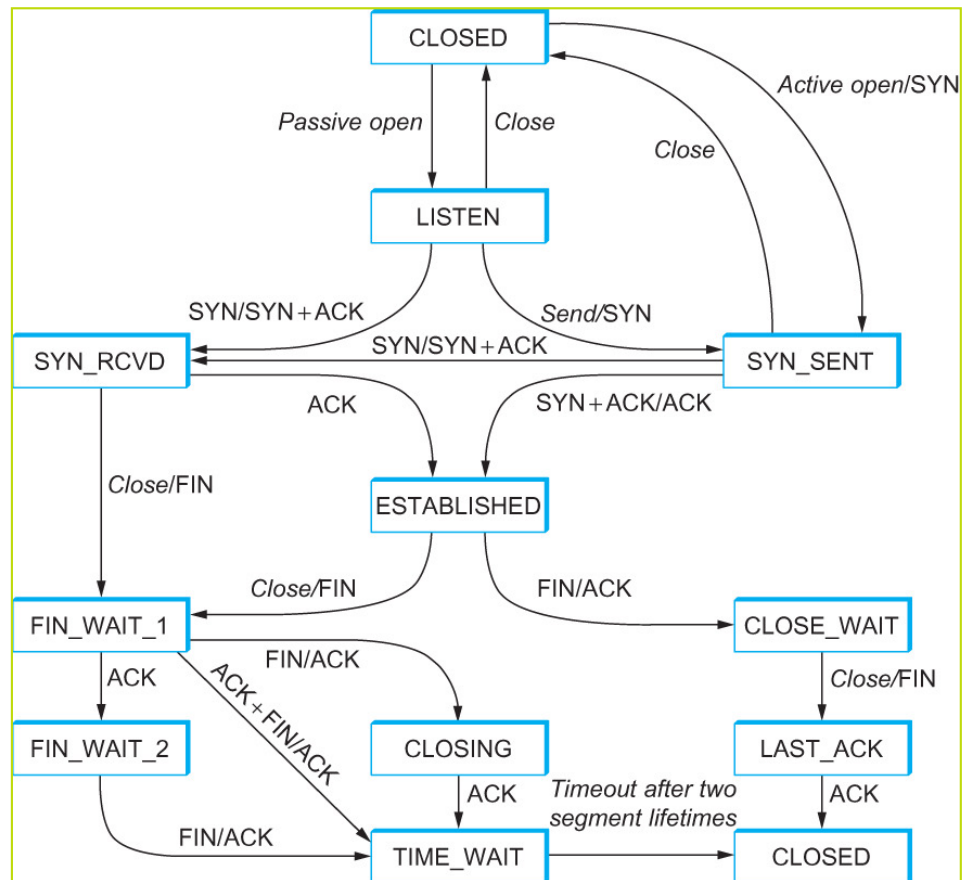 CLOSED
Active open/SYN
Passive open
Close
Close
LISTEN
SYN/SYN + ACK
Send/SYN
SYN/SYN + ACK
SYN_RCVD
SYN_SENT
ACK
SYN + ACK/ACK
Close/FIN
ESTABLISHED
Close/FIN
FIN/ACK
FIN_WAIT_1
CLOSE_WAIT
FIN/ACK
ACK
ACK + FIN/ACK
Close/FIN
FIN_WAIT_2
CLOSING
LAST_ACK
ACK
Timeout after two
segment lifetimes
ACK
FIN/ACK
TIME_WAIT
CLOSED